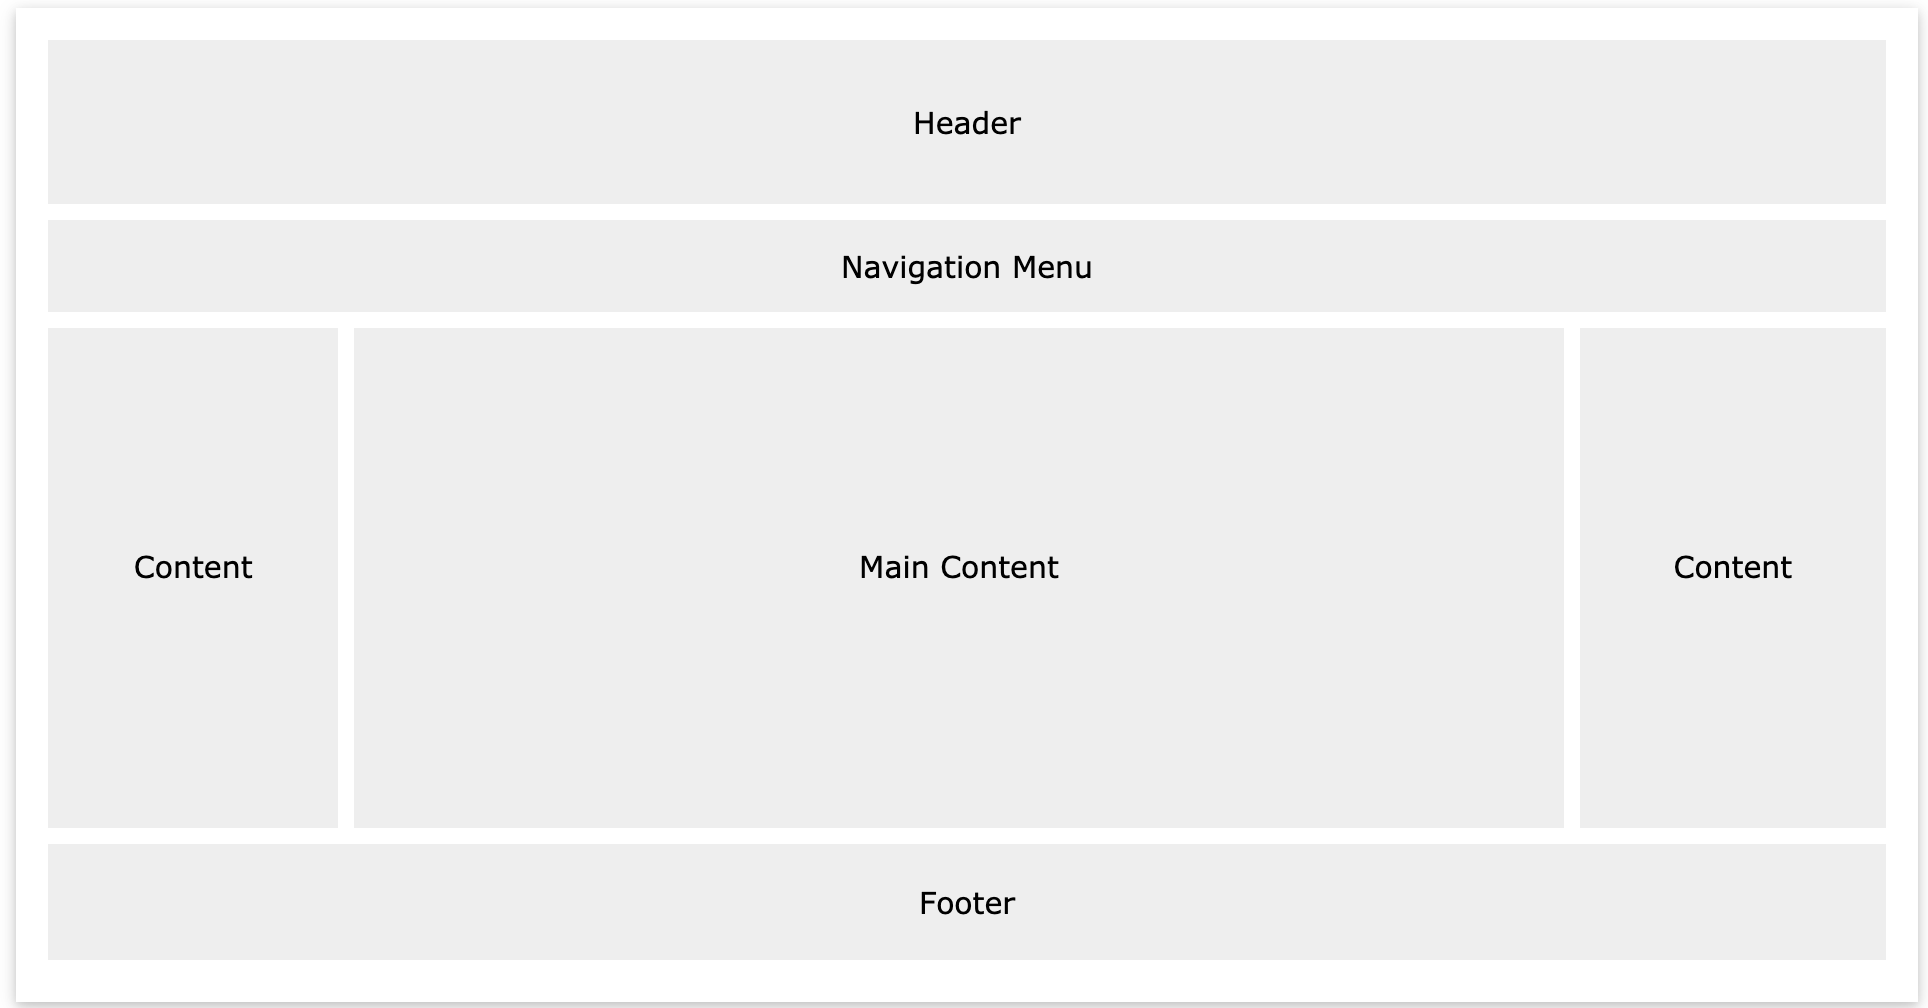 Header
Navigation Menu
Content
Main Content
Content
Footer